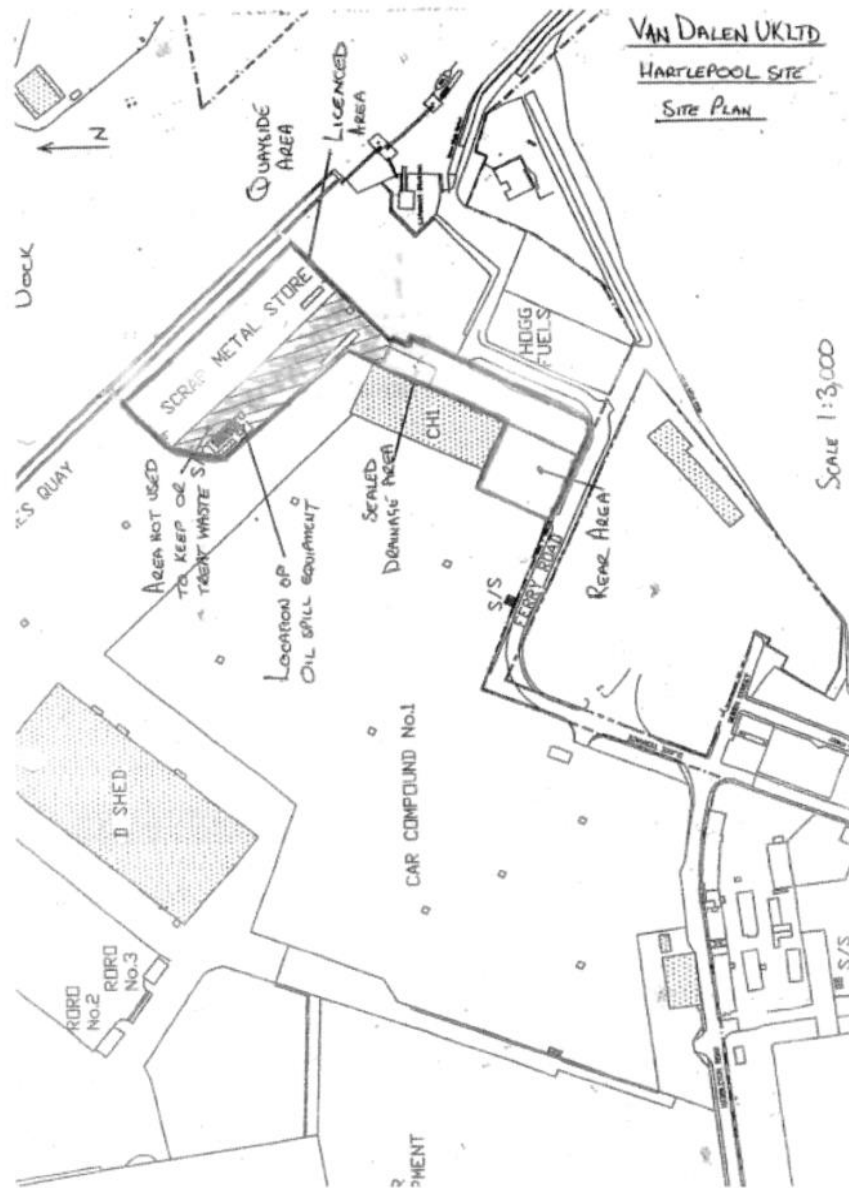 VAN DALEN UK LTD
HARTLEPOOL SITE
SITE PLAN
N
DOCK
QUAYSIDE
AREA
LICENCED
AREA
SCRAP METAL STORE
ES QUAY
AREA NOT USED
TO KEEP OR
TREAT WASTE
LOCATION OF
OIL SPILL EQUIPMENT
SEALED
DRAINAGE AREA
CH1
HOGG
FUELS
REAR AREA
S/S
FERRY ROAD
SCALE 1:3,000
D SHED
CAR COMPOUND No.1
RORO
No.2
RORO
No.3
S/S
PMENT